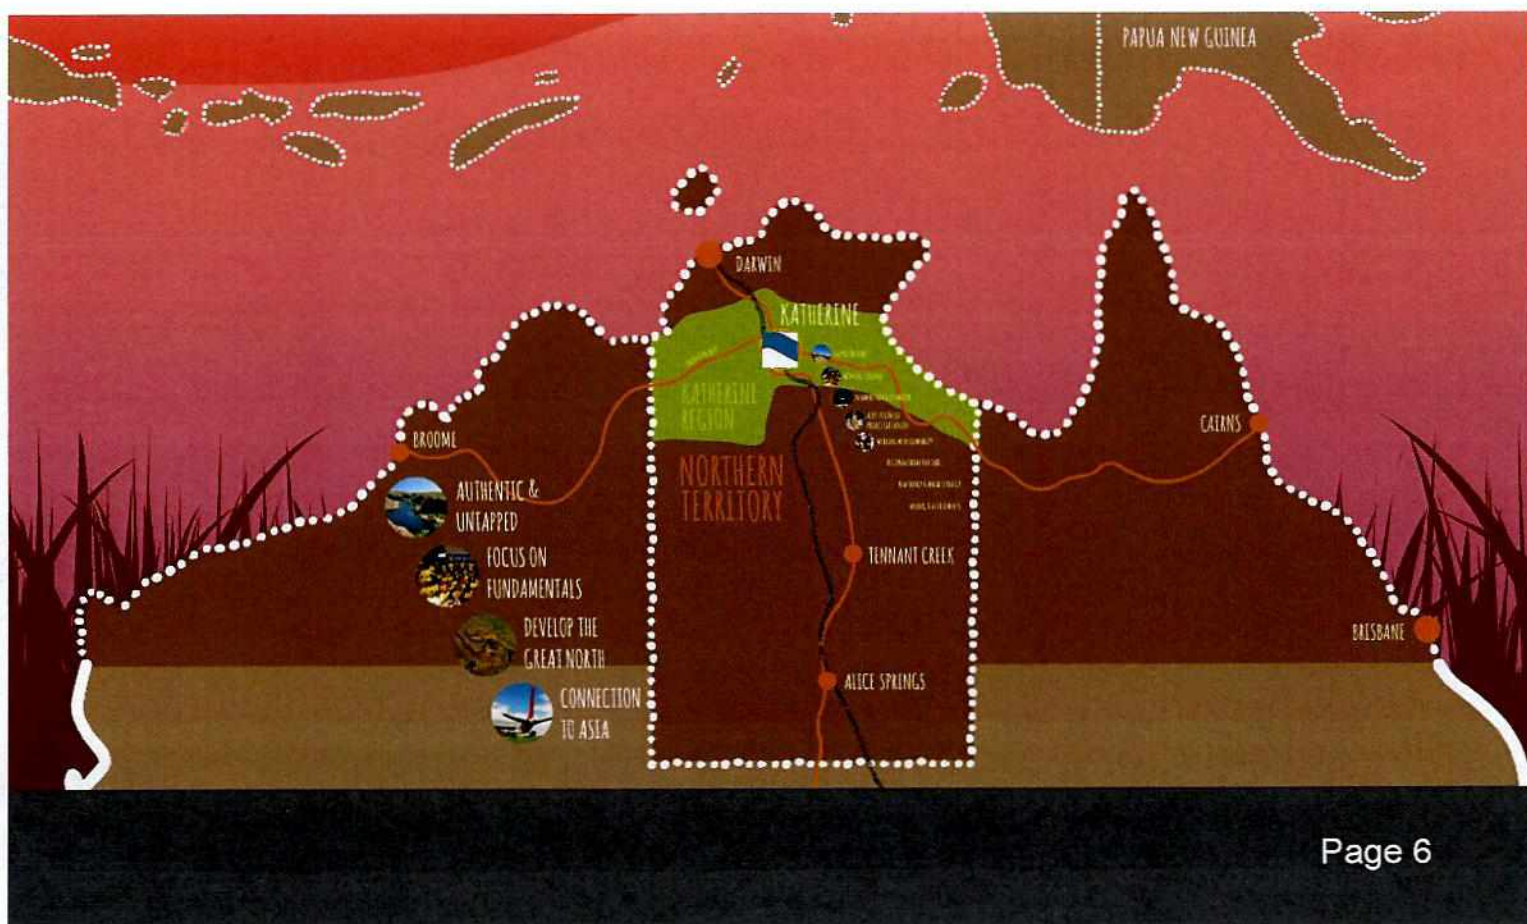 PAPUA NEW GUINEA
DARWIN
KATHERINE
KATHERINE
REGION
BROOME
CAIRNS
NORTHERN
TERRITORY
AUTHENTIC &
UNTAPPED
FOCUS ON
FUNDAMENTALS
TENNANT CREEK
DEVELOP THE
GREAT NORTH
BRISBANE
ALICE SPRINGS
CONNECTION
TO ASIA
Page 6